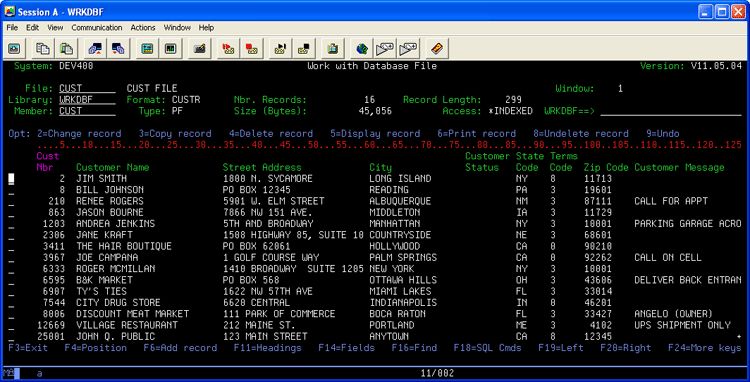 Session A - WRKDBF
File Edit View Communication Actions Window Help
System: DEV400 Work with Database File Version: V11.05.04
File: CUST CUST FILE Window: 1
Library: WRKDBF Format: CUSTR Nbr. Records: 16 Record Length: 299
Member: CUST Type: PF Size (Bytes): 45,056 Access: *INDEXED WRKDBF==>
Opt: 2=Change record 3=Copy record 4=Delete record 5=Display record 6=Print record 8=Undelete record 9=Undo
....5...10...15...20...25...30...35...40...45...50...55...60...65...70...75...80...85...90...95..100..105..110..115..120..125
Cust Customer State Terms
Nbr Customer Name Street Address City Status Code Code Zip Code Customer Message
2 JIM SMITH 1800 N. SYCAMORE LONG ISLAND NY 0 11713
8 BILL JOHNSON PO BOX 12345 READING PA 3 19601
210 RENEE ROGERS 5901 W. ELM STREET ALBUQUERQUE NM 3 87111 CALL FOR APPT
863 JASON BOURNE 7866 NW 151 AVE. MIDDLETON IA 3 11729
1203 ANDREA JENKINS 5TH AND BROADWAY MANHATTAN NY 3 10001 PARKING GARAGE ACRO
2306 JANE KRAFT 1508 HIGHWAY 85, SUITE 10 COUNTRYSIDE NE 3 68601
3411 THE HAIR BOUTIQUE PO BOX 62061 HOLLYWOOD CA 0 90210
3967 JOE CAMPANA 1 GOLF COURSE WAY PALM SPRINGS CA 0 92262 CALL ON CELL
6333 ROGER MCMILLAN 1410 BROADWAY SUITE 1205 NEW YORK NY 3 10001
6595 B&K MARKET PO BOX 568 OTTAWA HILLS OH 3 43606 DELIVER BACK ENTRAN
6907 TY'S TIES 1622 NW 57TH AVE MIAMI LAKES FL 3 33014
7544 CITY DRUG STORE 6620 CENTRAL INDIANAPOLIS IN 0 46201
8006 DISCOUNT MEAT MARKET 111 PARK OF COMMERCE BOCA RATON FL 3 33427 ANGELO (OWNER)
12669 VILLAGE RESTAURANT 212 MAINE ST. PORTLAND ME 3 4102 UPS SHIPMENT ONLY
25001 JOHN Q. PUBLIC 123 MAIN STREET ANYTOWN CA 0 12345 +
F3=Exit F4=Position F6=Add record F11=Headings F14=Fields F16=Find F18=SQL Cmds F19=Left F20=Right F24=More keys
MA a 11/002